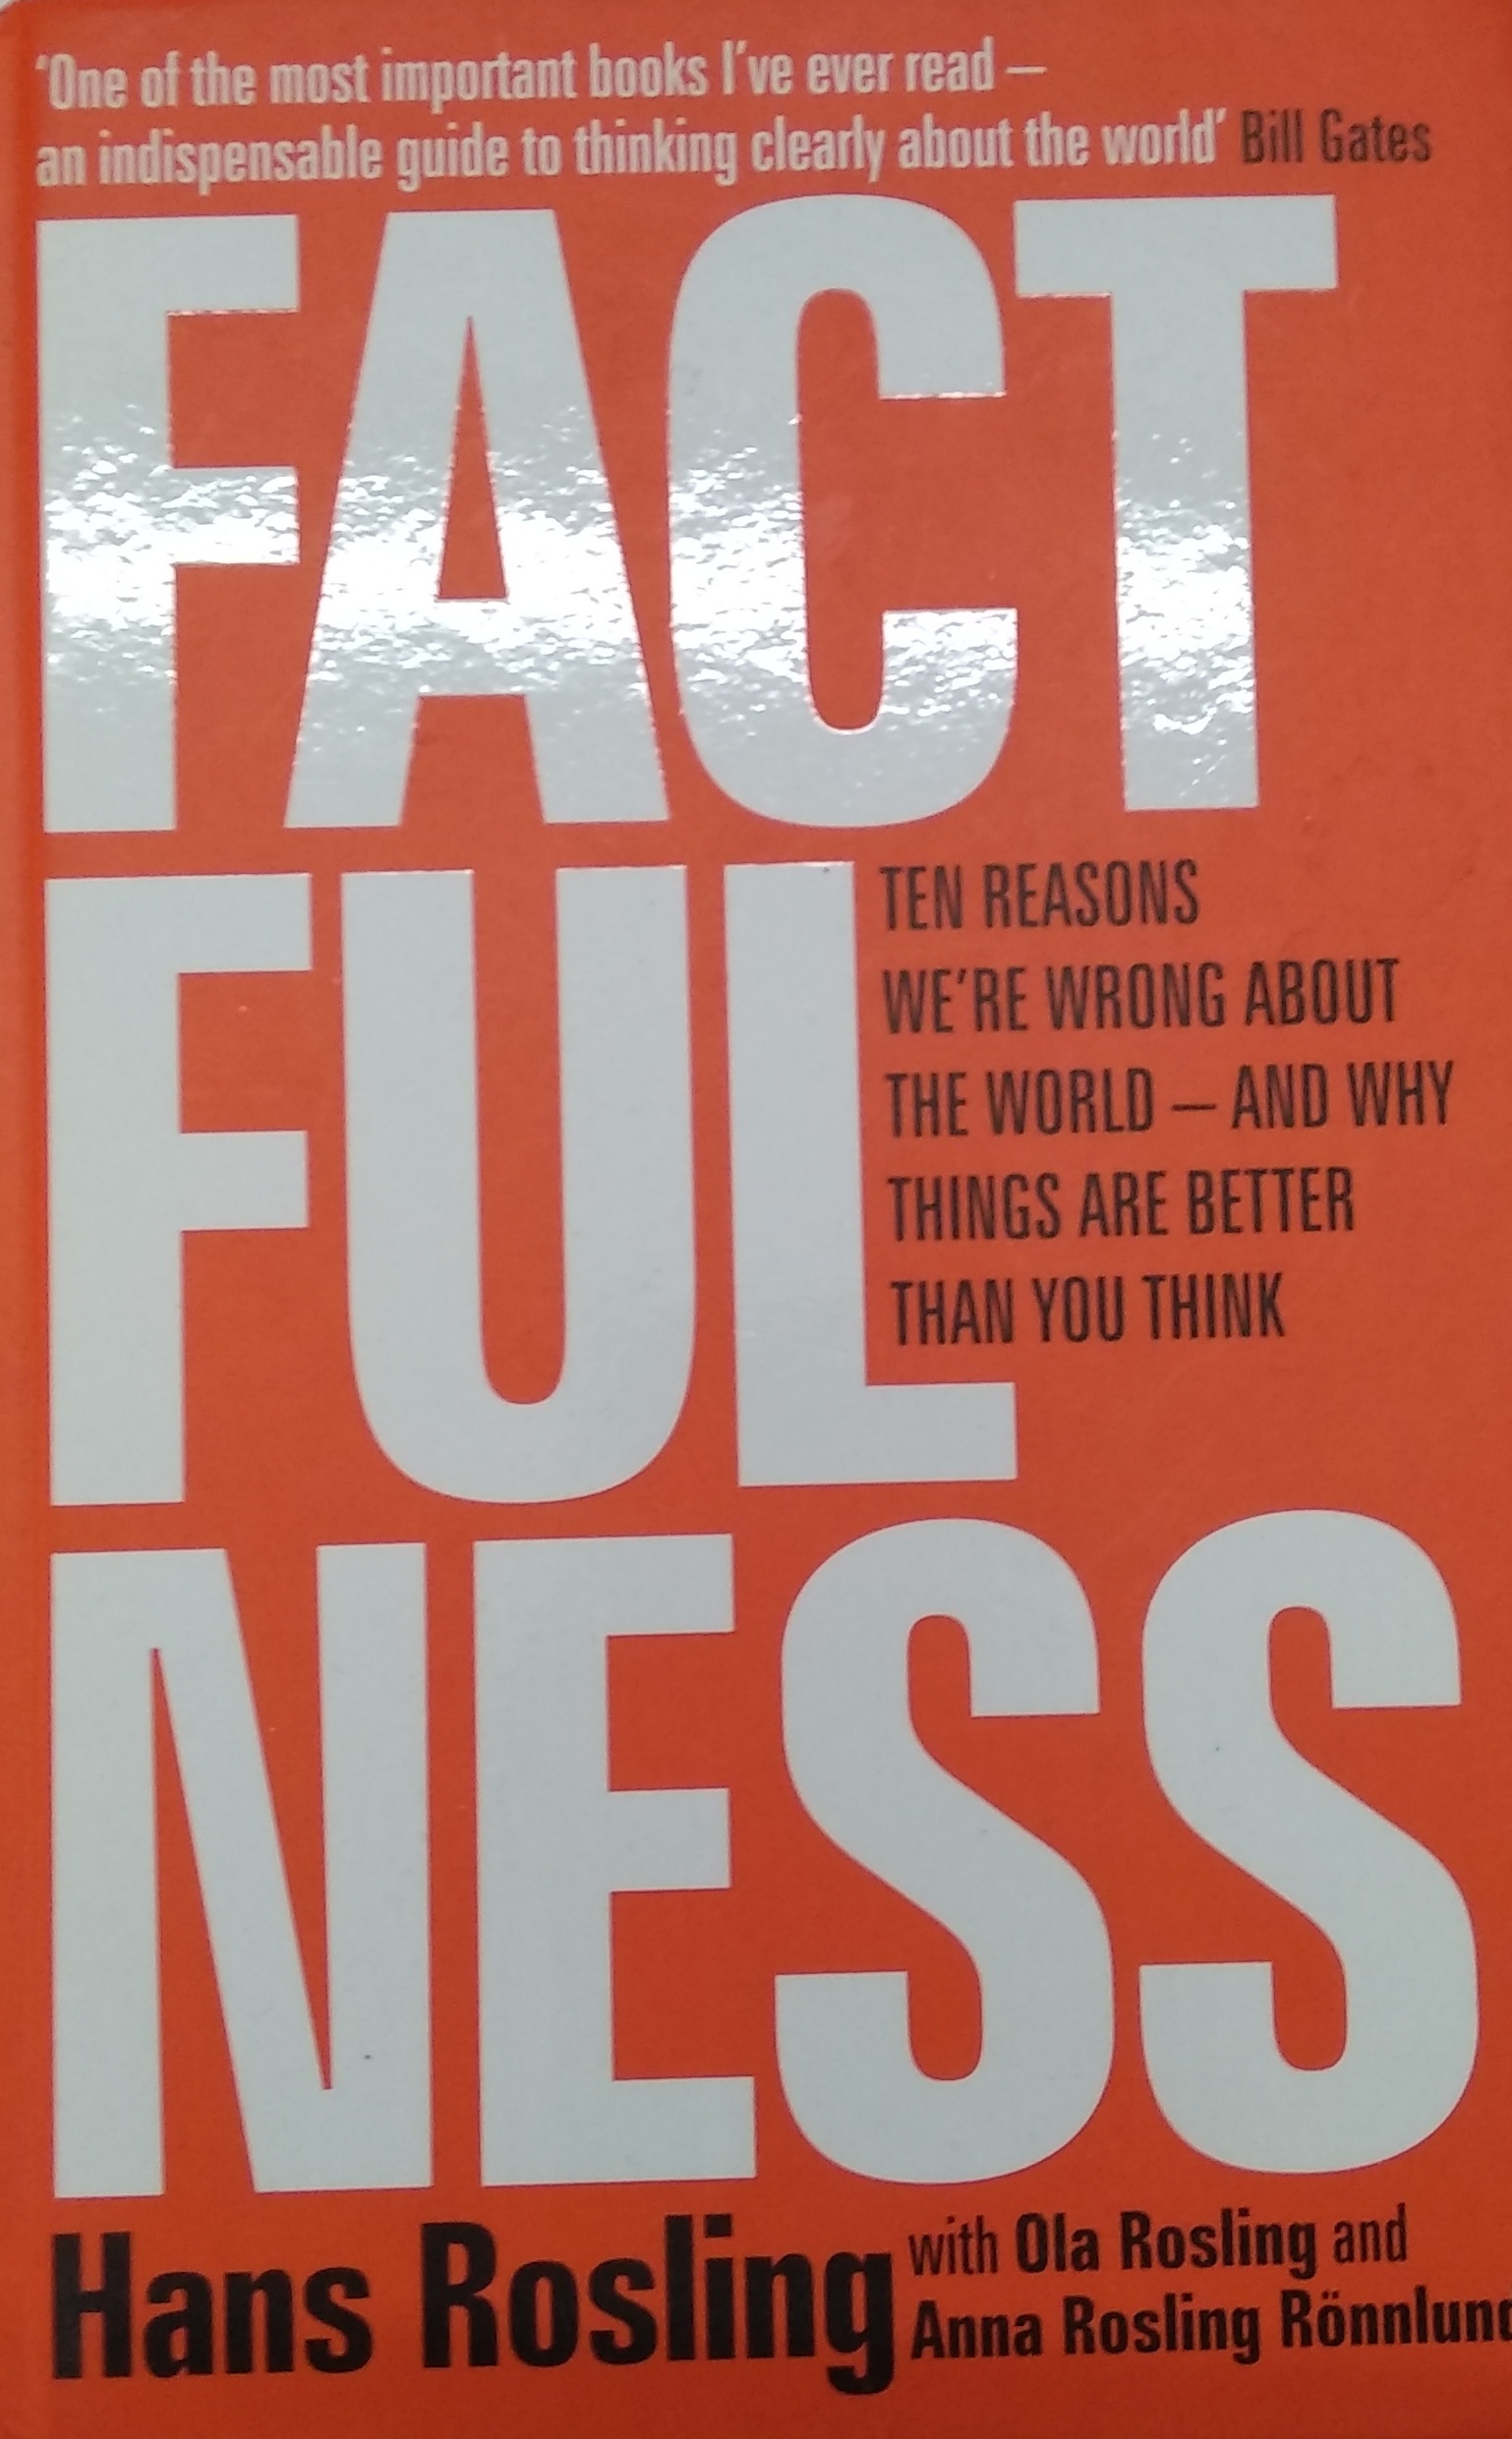 'One of the most important books I've ever read –
an indispensable guide to thinking clearly about the world' Bill Gates
FACT
FUL
TEN REASONS
WE'RE WRONG ABOUT
THE WORLD – AND WHY
THINGS ARE BETTER
THAN YOU THINK
NESS
Hans Rosling
with Ola Rosling and
Anna Rosling Rönnlund